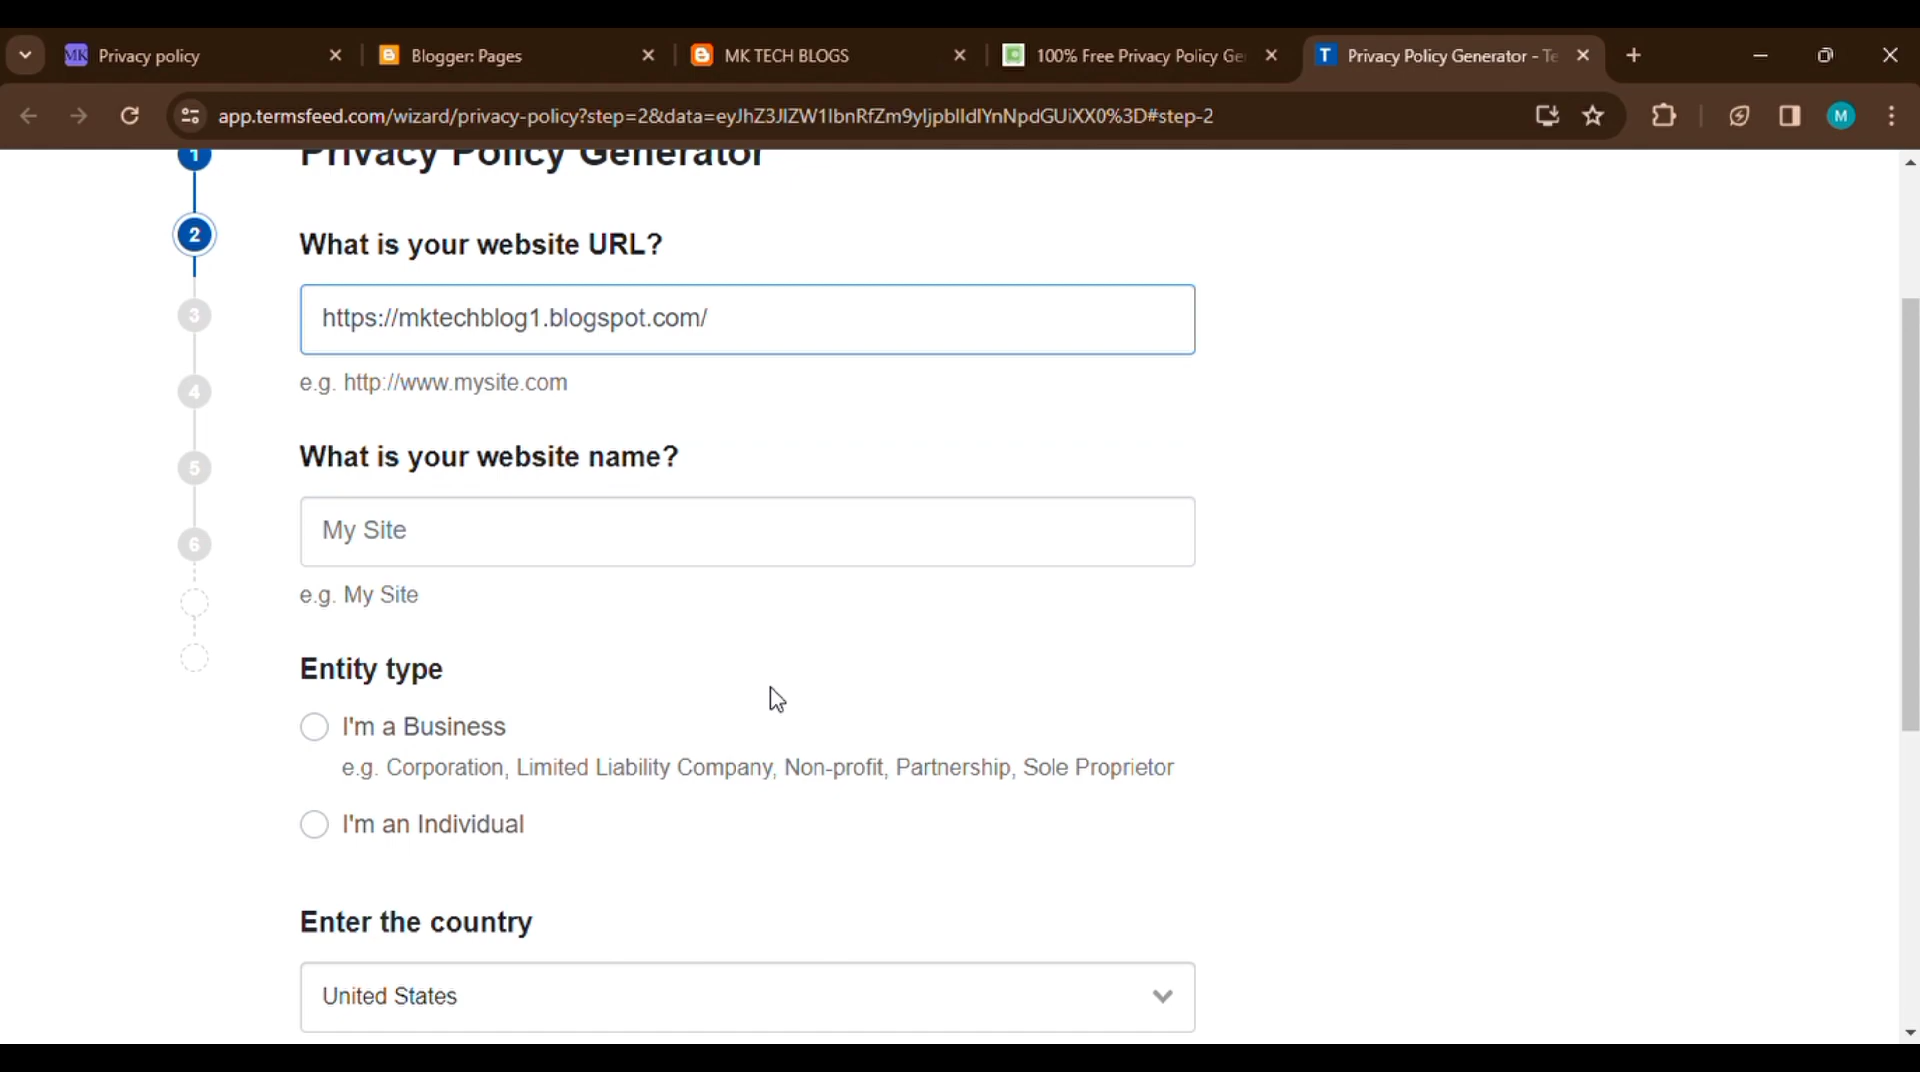 MK Privacy policy
Blogger: Pages
MK TECH BLOGS
100% Free Privacy Policy Ge
T Privacy Policy Generator - Te
app.termsfeed.com/wizard/privacy-policy?step=2&data=eyJhZ3JlZW1lbnRfZm9yIjpbIldlYnNpdGUiXX0%3D#step-2
M
1
Privacy Policy Generator
2
What is your website URL?
3
https://mktechblog1.blogspot.com/
e.g. http://www.mysite.com
4
What is your website name?
5
My Site
6
e.g. My Site
Entity type
I'm a Business
e.g. Corporation, Limited Liability Company, Non-profit, Partnership, Sole Proprietor
I'm an Individual
Enter the country
United States